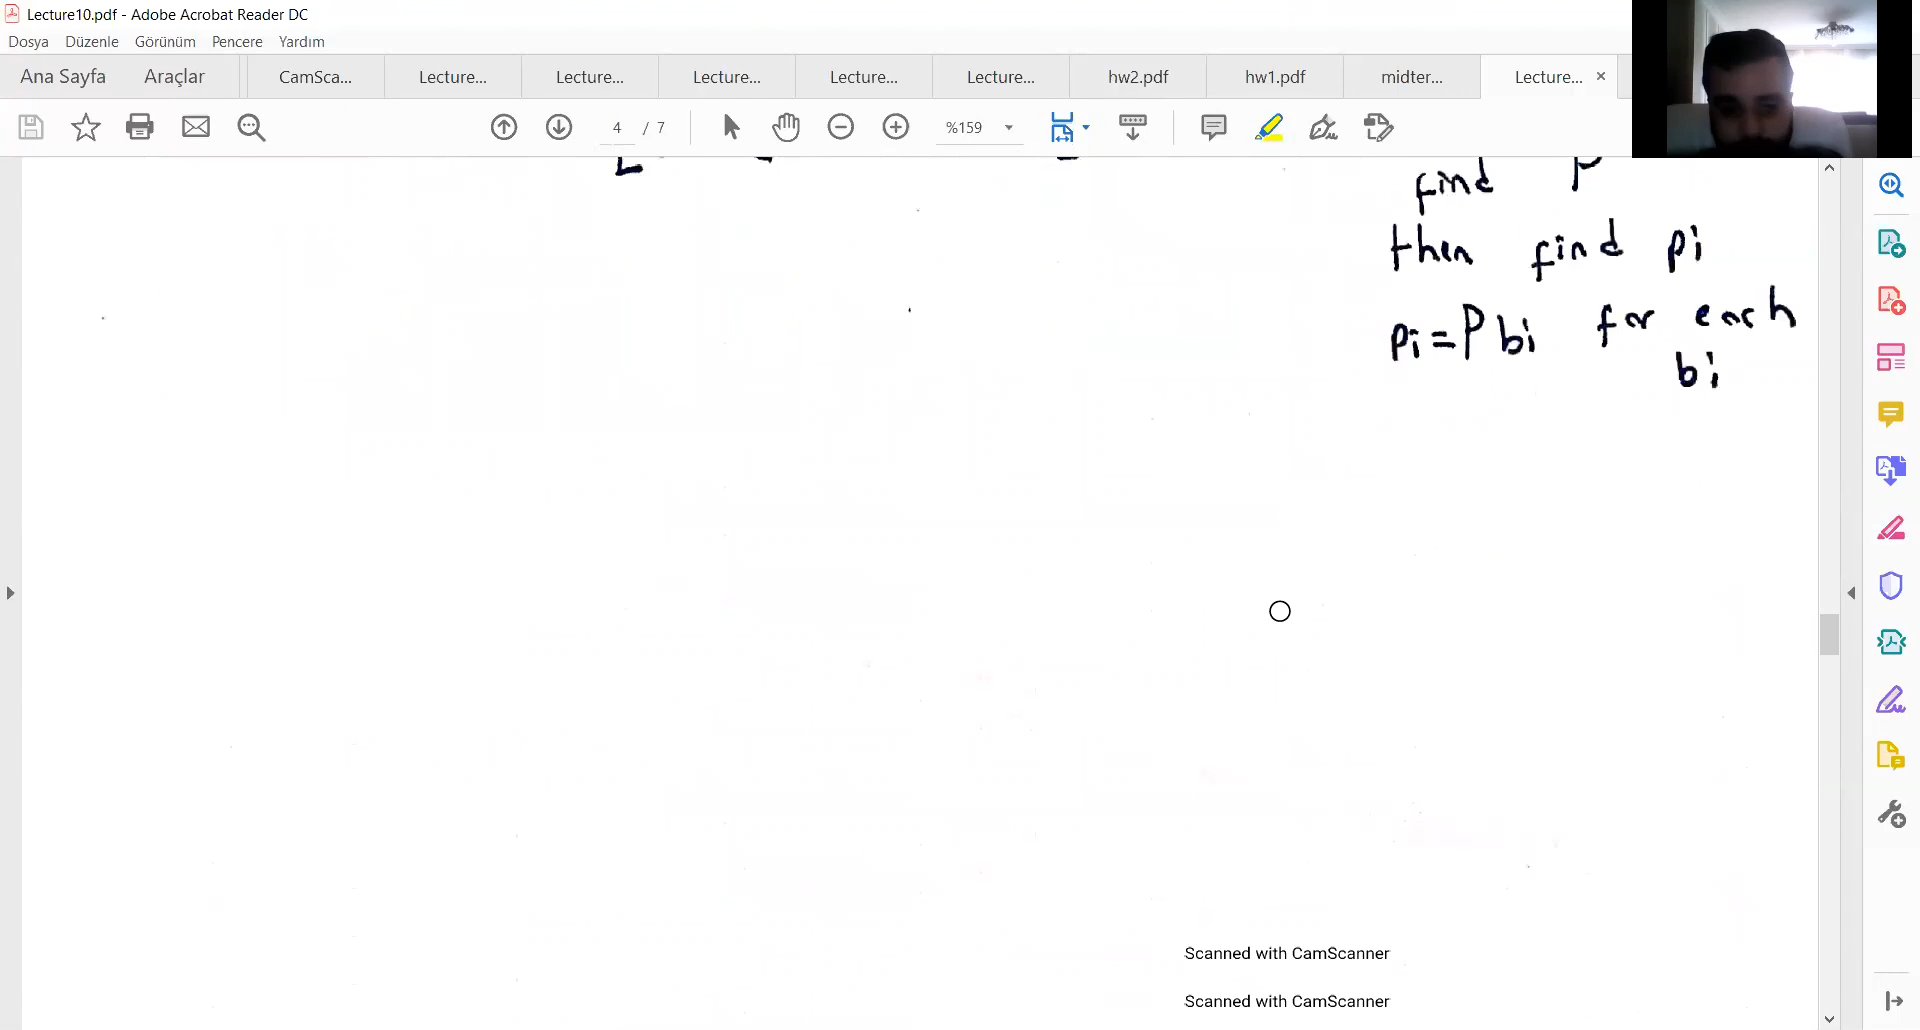 Lecture10.pdf - Adobe Acrobat Reader DC
Dosya Düzenle Görünüm Pencere Yardım
Ana Sayfa Araçlar CamSca... Lecture... Lecture... Lecture... Lecture... Lecture... hw2.pdf hw1.pdf midter... Lecture... ×
4 / 7 %159
find P
then find pi
pi = P bi for each
bi
Scanned with CamScanner
Scanned with CamScanner